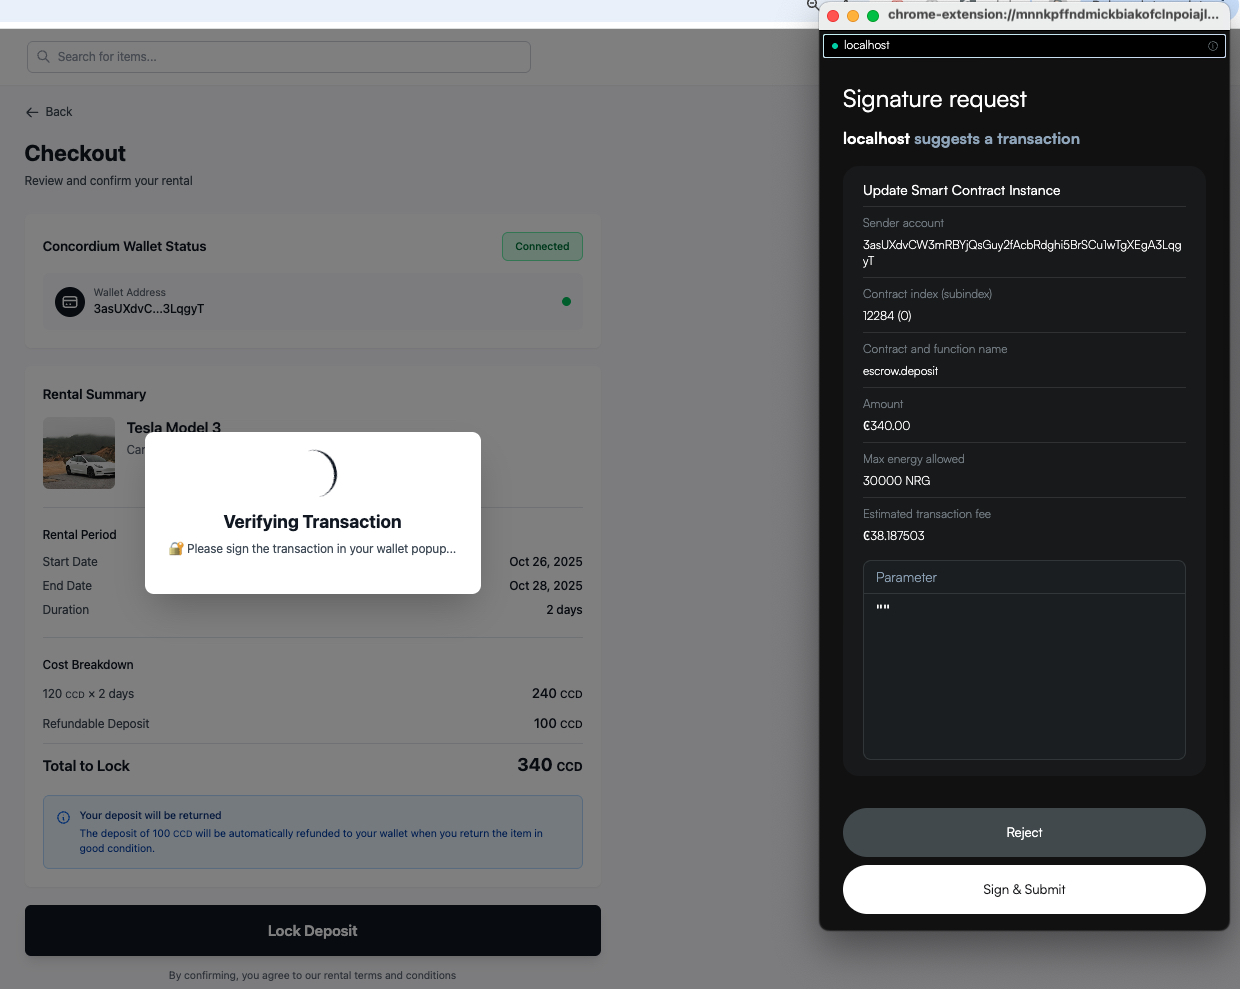 Search for items...
Back
Checkout
Review and confirm your rental
Concordium Wallet Status
Connected
Wallet Address
3asUXdvC...3LqgyT
Rental Summary
Tesla Model 3
Car
Verifying Transaction
🔐 Please sign the transaction in your wallet popup...
Rental Period
Start Date Oct 26, 2025
End Date Oct 28, 2025
Duration 2 days
Cost Breakdown
120 CCD × 2 days 240 CCD
Refundable Deposit 100 CCD
Total to Lock 340 CCD
Your deposit will be returned
The deposit of 100 CCD will be automatically refunded to your wallet when you return the item in
good condition.
Lock Deposit
By confirming, you agree to our rental terms and conditions
chrome-extension://mnnkpffndmickbiakofclnpoiajl...
localhost
Signature request
localhost suggests a transaction
Update Smart Contract Instance
Sender account
3asUXdvCW3mRBYjQsGuy2fAcbRdghi5BrSCu1wTgXEgA3Lqg
yT
Contract index (subindex)
12284 (0)
Contract and function name
escrow.deposit
Amount
Ͼ340.00
Max energy allowed
30000 NRG
Estimated transaction fee
Ͼ38.187503
Parameter
""
Reject
Sign & Submit